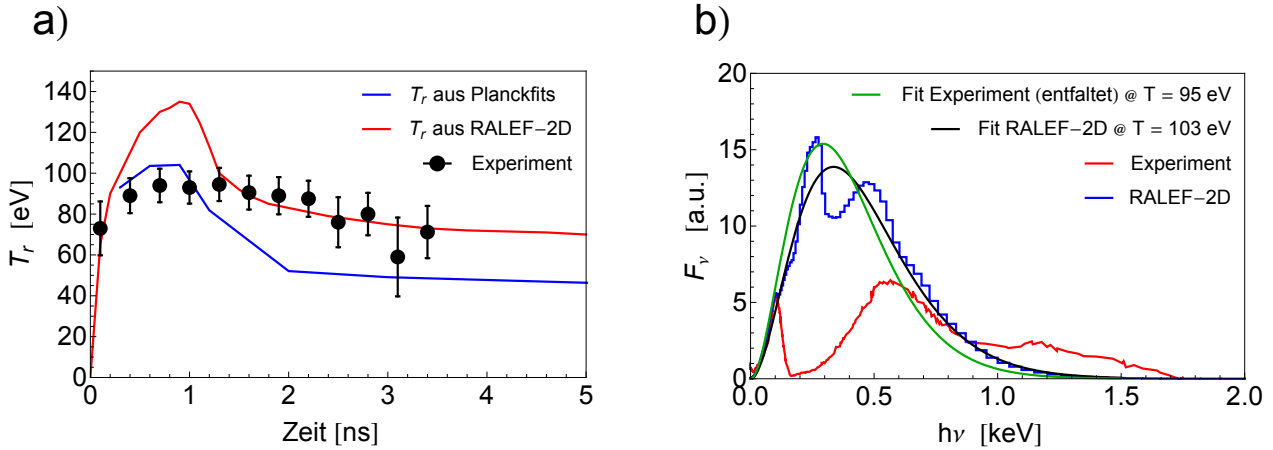 a)
T_r [eV]
140
120
100
80
60
40
20
0
T_r aus Planckfits
T_r aus RALEF−2D
Experiment
0 1 2 3 4 5
Zeit [ns]
b)
F_ν [a.u.]
20
15
10
5
0
Fit Experiment (entfaltet) @ T = 95 eV
Fit RALEF−2D @ T = 103 eV
Experiment
RALEF−2D
0.0 0.5 1.0 1.5 2.0
hν [keV]